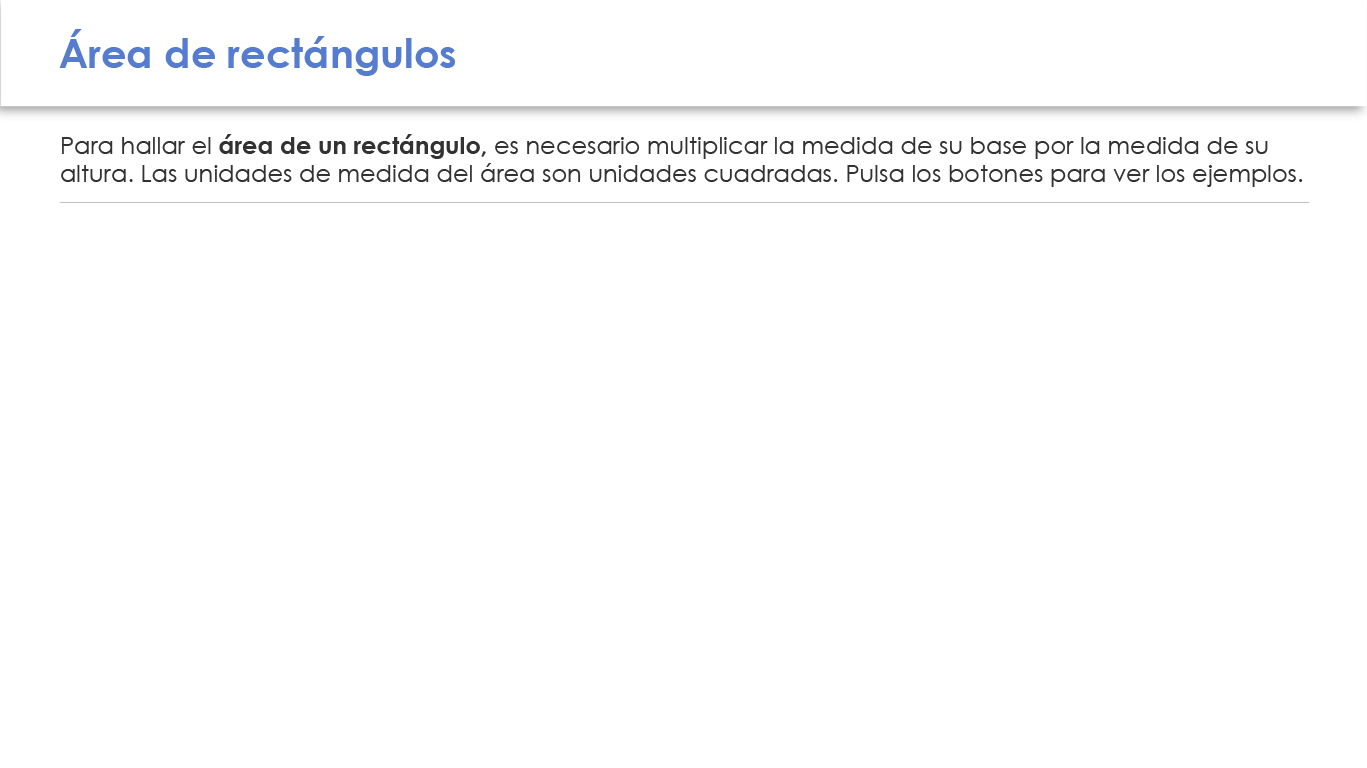 Área de rectángulos
Para hallar el área de un rectángulo, es necesario multiplicar la medida de su base por la medida de su
altura. Las unidades de medida del área son unidades cuadradas. Pulsa los botones para ver los ejemplos.